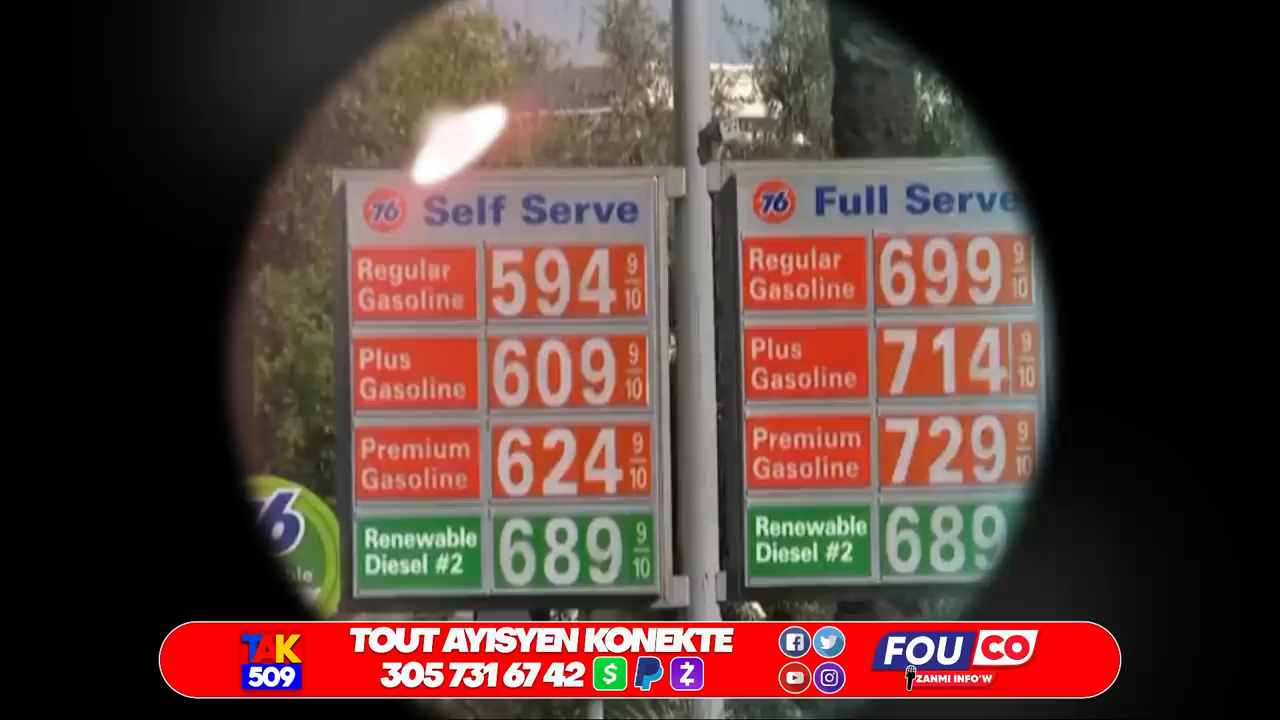 76 Self Serve
Regular
Gasoline
594 9/10
Plus
Gasoline
609 9/10
Premium
Gasoline
624 9/10
Renewable
Diesel #2
689 9/10
76 Full Serve
Regular
Gasoline
699 9/10
Plus
Gasoline
714 9/10
Premium
Gasoline
729 9/10
Renewable
Diesel #2
689
76
TAK
509
TOUT AYISYEN KONEKTE
305 731 67 42
FOU CO
ZANMI INFO'W